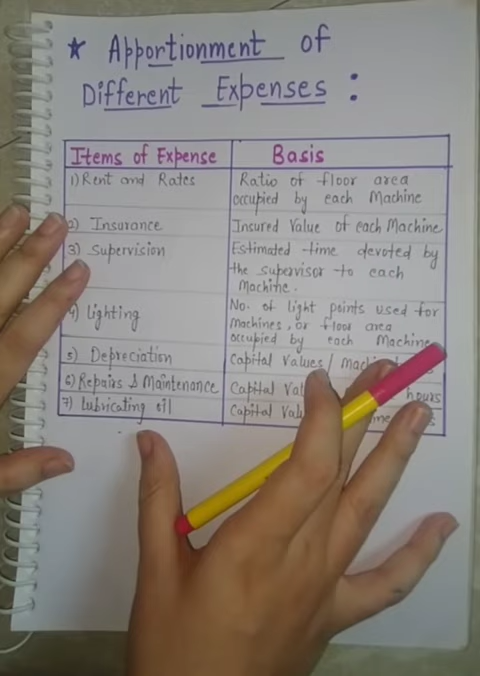 * Apportionment of
Different Expenses :
Items of Expense Basis
1) Rent and Rates Ratio of floor area
occupied by each Machine
2) Insurance Insured Value of each Machine
3) Supervision Estimated time devoted by
the supervisor to each
Machine.
4) Lighting No. of light points used for
Machines, or floor area
occupied by each Machine
5) Depreciation Capital Values/
6) Repairs & Maintenance Capital hours
7) Lubricating oil Capital